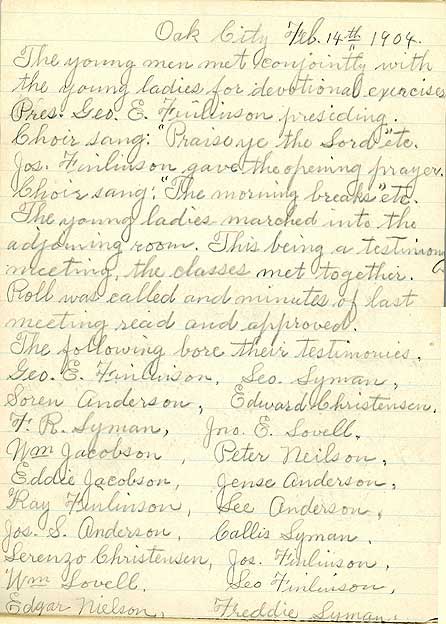 Oak City Feb. 14th 1904.
The young men met conjointly with
the young ladies for devotional exercises
Pres. Geo. E. Finlinson presiding.
Choir sang: "Praise ye the Lord" etc.
Jos. Finlinson gave the opening prayer.
Choir sang: "The morning breaks" etc.
The young ladies marched into the
adjoining room. This being a testimony
meeting, the classes met together.
Roll was called and minutes of last
meeting read and approved.
The following bore their testimonies.
Geo. E. Finlinson, Leo. Lyman,
Soren Anderson, Edward Christensen,
F. R. Lyman, Jno. E. Lovell,
Wm Jacobson, Peter Neilson,
Eddie Jacobson, Jense Anderson,
Ray Finlinson, Lee Anderson,
Jos. S. Anderson, Callis Lyman,
Lorenzo Christensen, Jos. Finlinson,
Wm Lovell. Leo Finlinson,
Edgar Nielson, Freddie Lyman,